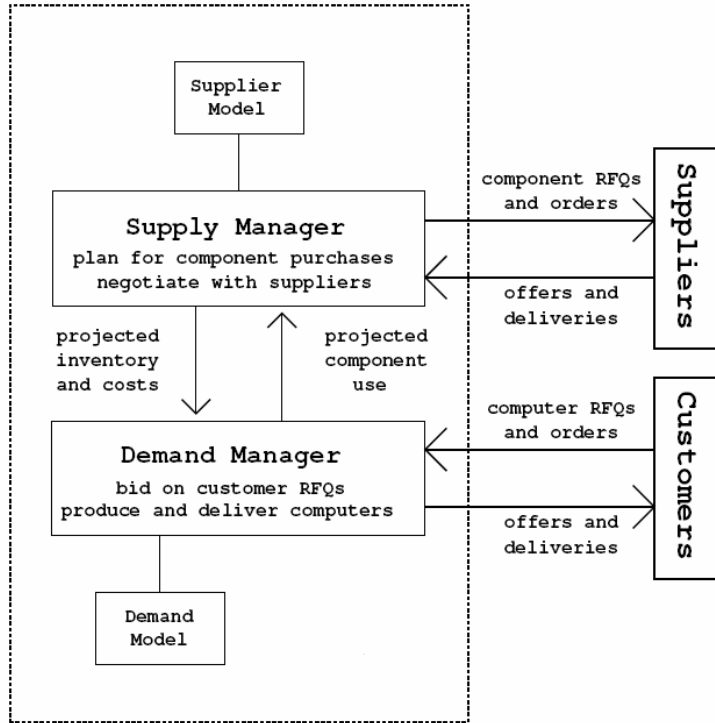 Supplier
Model
Supply Manager
plan for component purchases
negotiate with suppliers
component RFQs
and orders
offers and
deliveries
Suppliers
projected
inventory
and costs
projected
component
use
Demand Manager
bid on customer RFQs
produce and deliver computers
computer RFQs
and orders
offers and
deliveries
Customers
Demand
Model